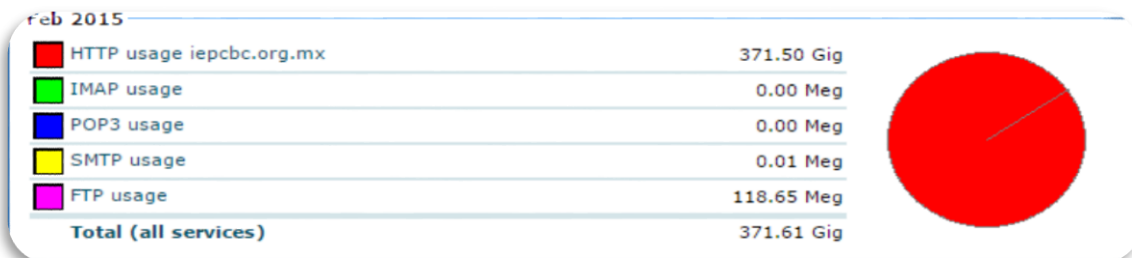 Feb 2015
HTTP usage iepcbc.org.mx 371.50 Gig
IMAP usage 0.00 Meg
POP3 usage 0.00 Meg
SMTP usage 0.01 Meg
FTP usage 118.65 Meg
Total (all services) 371.61 Gig